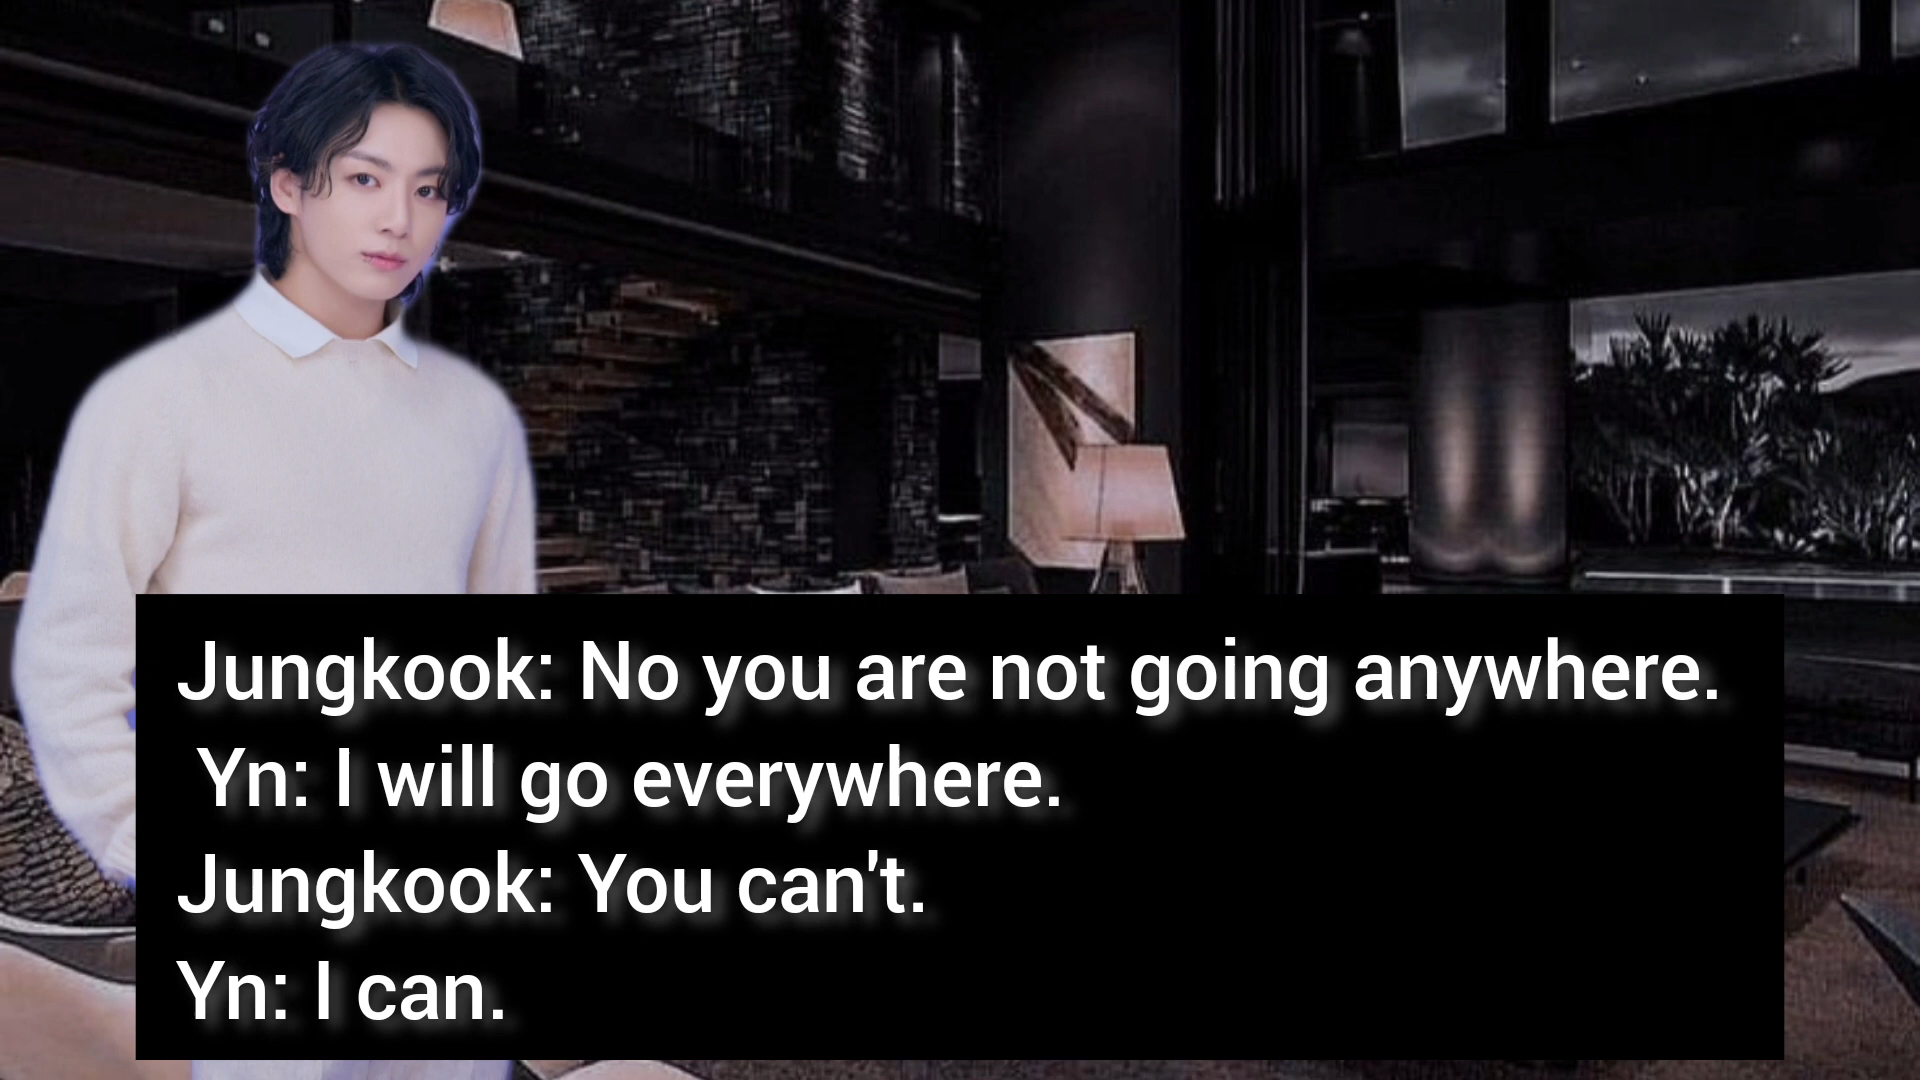 Jungkook: No you are not going anywhere.
Yn: I will go everywhere.
Jungkook: You can't.
Yn: I can.